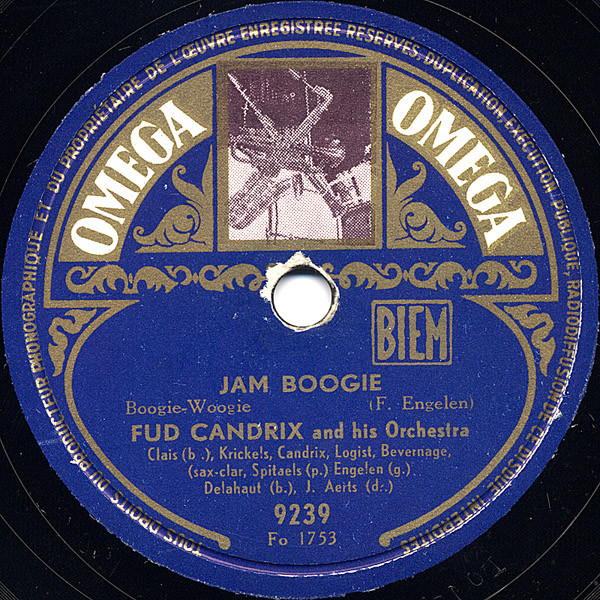 TOUS DROITS DU PRODUCTEUR PHONOGRAPHIQUE ET DU PROPRIÉTAIRE DE L'ŒUVRE ENREGISTRÉE RÉSERVÉS, DUPLICATION EXÉCUTION PUBLIQUE, RADIODIFFUSION DE CE DISQUE INTERDITES
OMEGA OMEGA
BIEM
JAM BOOGIE
Boogie-Woogie (F. Engelen)
FUD CANDRIX and his Orchestra
Clais (b .), Krickels, Candrix, Logist, Bevernage,
(sax-clar, Spitaels (p.) Engelen (g.)
Delahaut (b.), J. Aerts (d.)
9239
Fo 1753